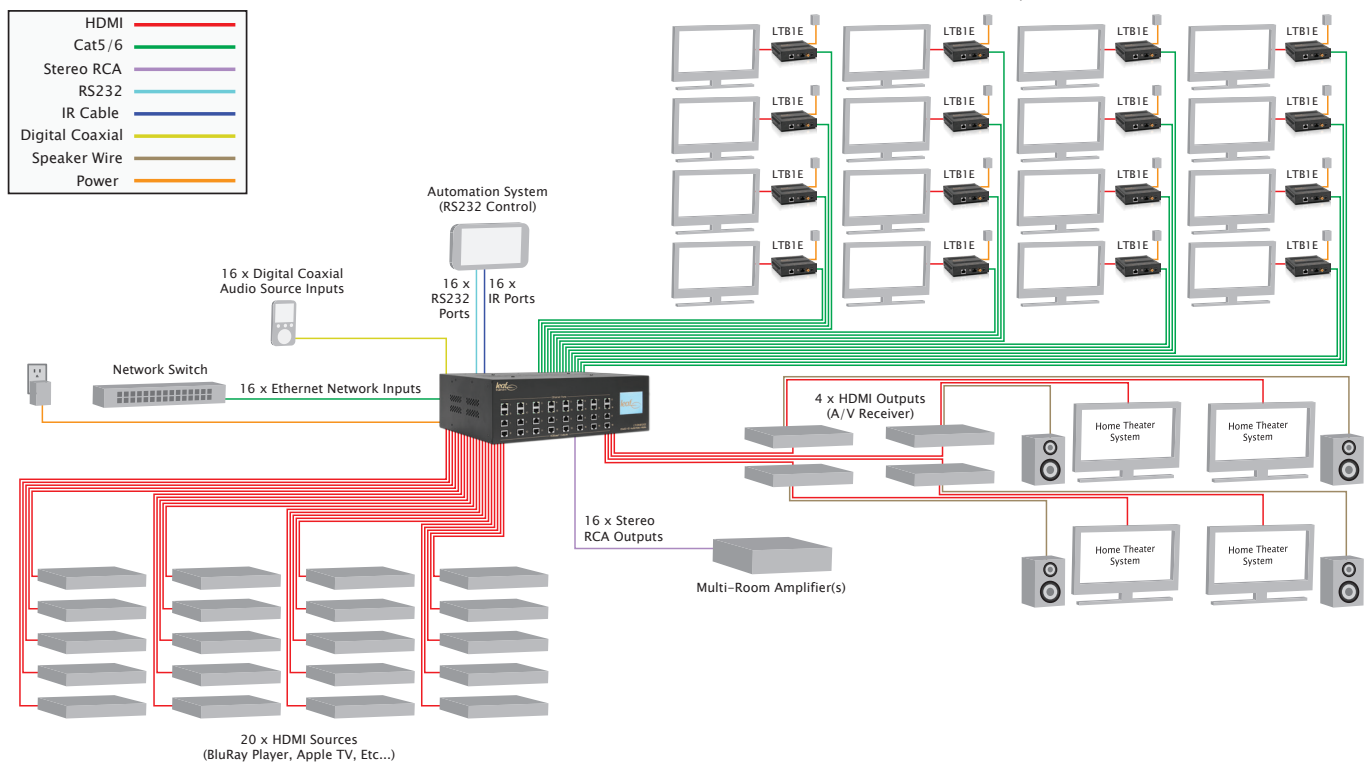 HDMI
Cat5/6
Stereo RCA
RS232
IR Cable
Digital Coaxial
Speaker Wire
Power
LTB1E LTB1E LTB1E LTB1E
LTB1E LTB1E LTB1E LTB1E
LTB1E LTB1E LTB1E LTB1E
LTB1E LTB1E LTB1E LTB1E
Automation System
(RS232 Control)
16 x
RS232
Ports
16 x
IR Ports
16 x Digital Coaxial
Audio Source Inputs
Network Switch
16 x Ethernet Network Inputs
leaf
4 x HDMI Outputs
(A/V Receiver)
Home Theater
System
Home Theater
System
16 x Stereo
RCA Outputs
Multi-Room Amplifier(s)
Home Theater
System
Home Theater
System
20 x HDMI Sources
(BluRay Player, Apple TV, Etc...)